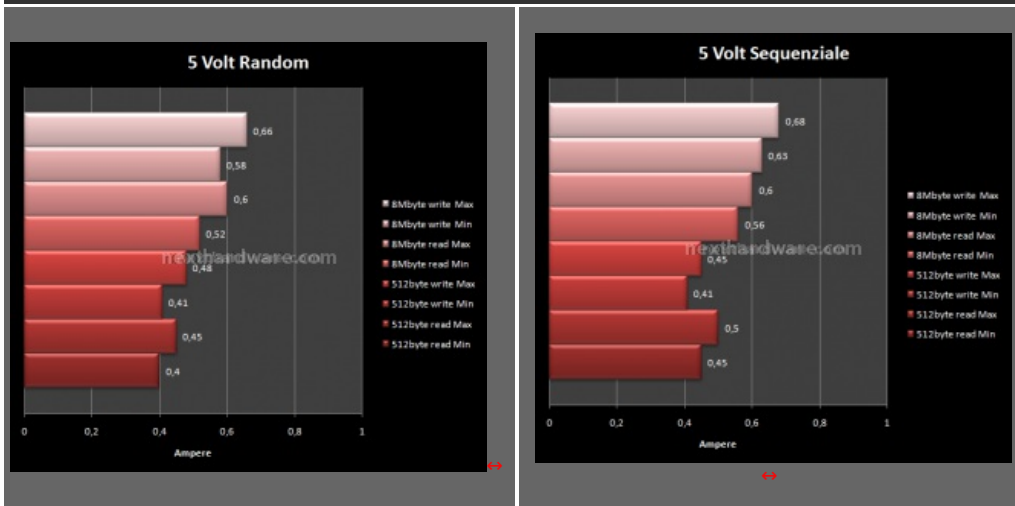 5 Volt Random
0,66
0,58
0,6
0,52
0,48
0,41
0,45
0,4
8Mbyte write Max
8Mbyte write Min
8Mbyte read Max
8Mbyte read Min
512byte write Max
512byte write Min
512byte read Max
512byte read Min
nexthardware.com
0 0,2 0,4 0,6 0,8 1
Ampere
5 Volt Sequenziale
0,68
0,63
0,6
0,56
0,45
0,41
0,5
0,45
8Mbyte write Max
8Mbyte write Min
8Mbyte read Max
8Mbyte read Min
512byte write Max
512byte write Min
512byte read Max
512byte read Min
nexthardware.com
0 0,2 0,4 0,6 0,8 1
Ampere